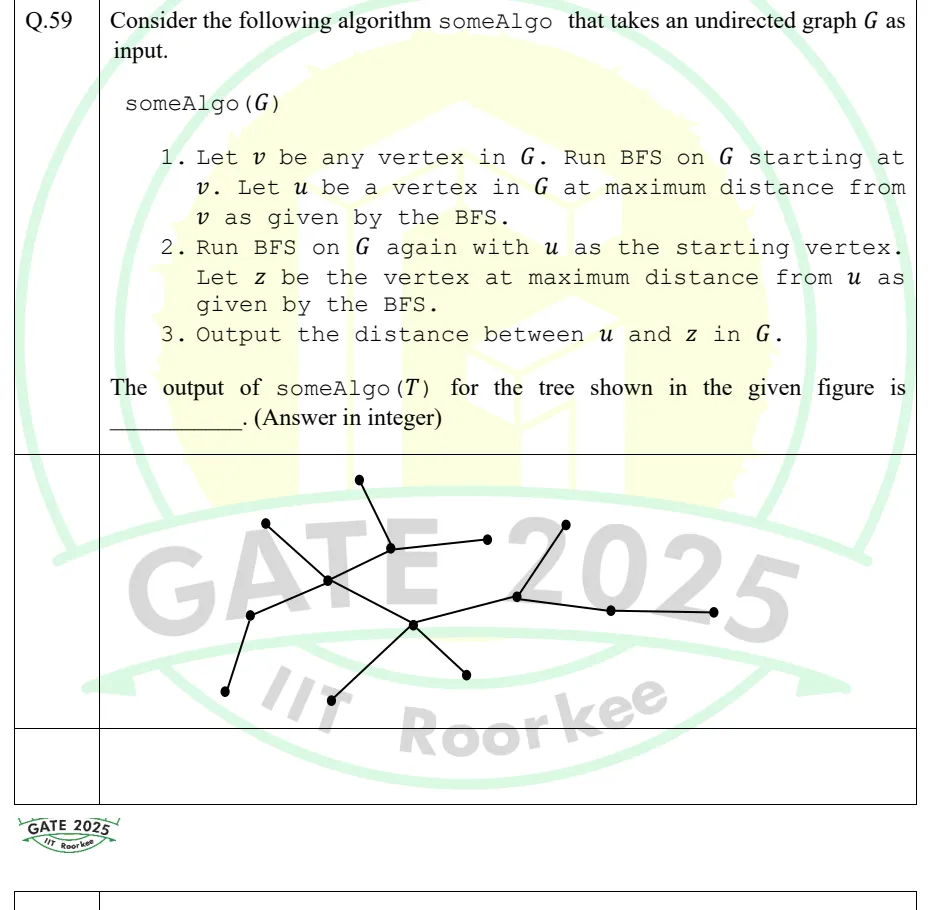 Q.59
Consider the following algorithm someAlgo that takes an undirected graph G as
input.
someAlgo(G)
1. Let v be any vertex in G. Run BFS on G starting at
v. Let u be a vertex in G at maximum distance from
v as given by the BFS.
2. Run BFS on G again with u as the starting vertex.
Let z be the vertex at maximum distance from u as
given by the BFS.
3. Output the distance between u and z in G.
The output of someAlgo(T) for the tree shown in the given figure is
___________. (Answer in integer)
GATE 2025
IIT Roorkee
GATE 2025
IIT Roorkee